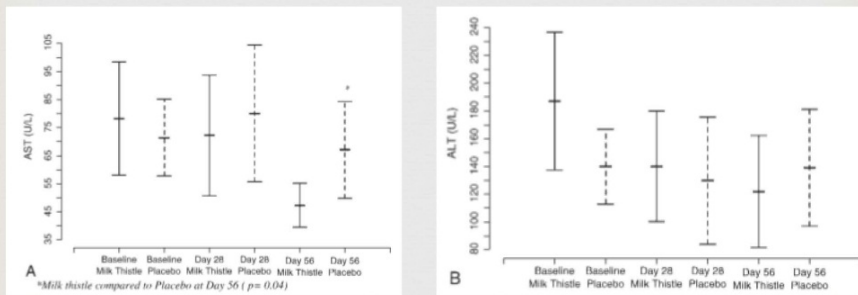 105
95
85
75
65
55
45
35
AST (U/L)
Baseline Milk Thistle
Baseline Placebo
Day 28 Milk Thistle
Day 28 Placebo
Day 56 Milk Thistle
Day 56 Placebo
*
A
*Milk thistle compared to Placebo at Day 56 ( p= 0.04)
240
220
200
180
160
140
120
100
80
ALT (U/L)
Baseline Milk Thistle
Baseline Placebo
Day 28 Milk Thistle
Day 28 Placebo
Day 56 Milk Thistle
Day 56 Placebo
B